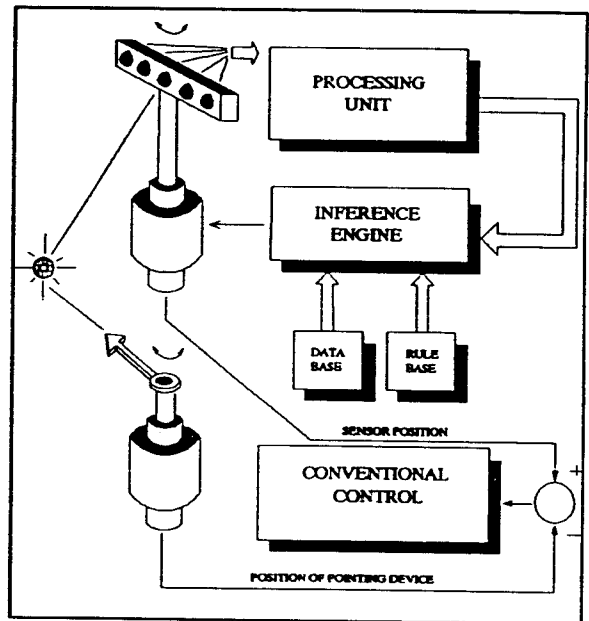 PROCESSING
UNIT
INFERENCE
ENGINE
DATA
BASE
RULE
BASE
SENSOR POSITION
CONVENTIONAL
CONTROL
+
−
POSITION OF POINTING DEVICE